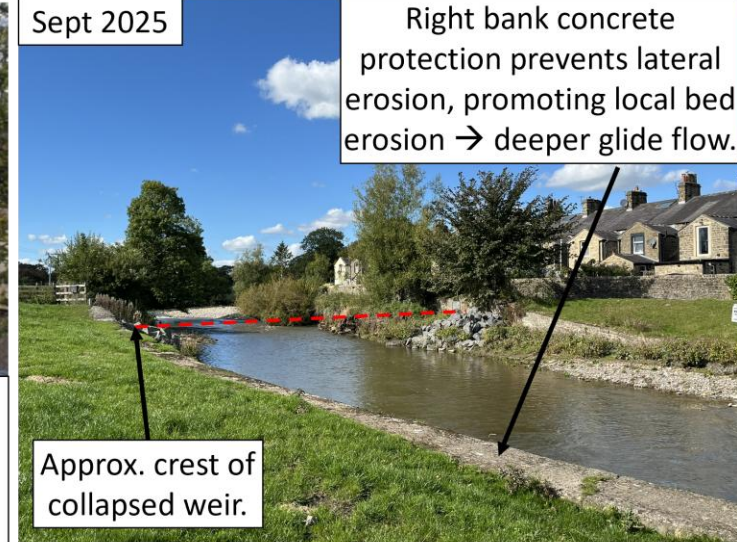 Sept 2025
Right bank concrete
protection prevents lateral
erosion, promoting local bed
erosion → deeper glide flow.
Approx. crest of
collapsed weir.